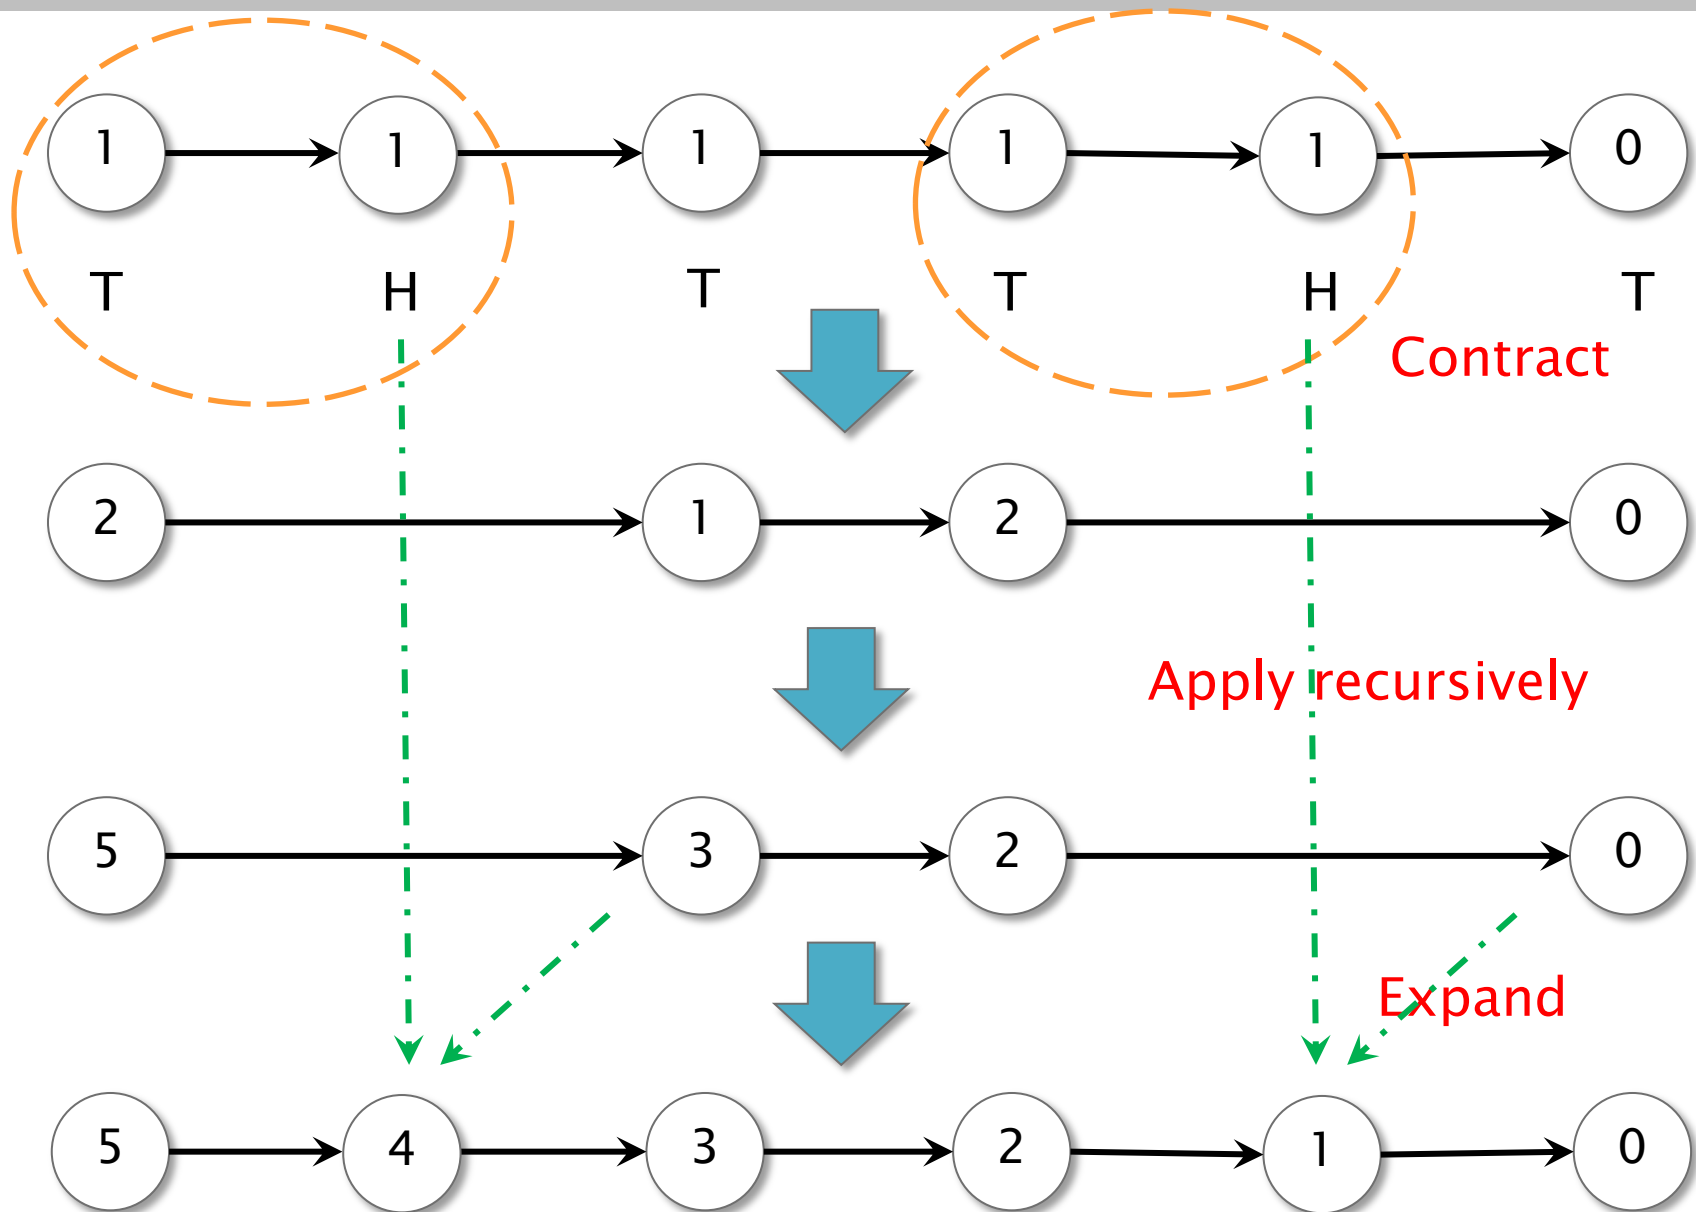 1 1 1 1 1 0
T H T T H T
Contract
2 1 2 0
Apply recursively
5 3 2 0
Expand
5 4 3 2 1 0